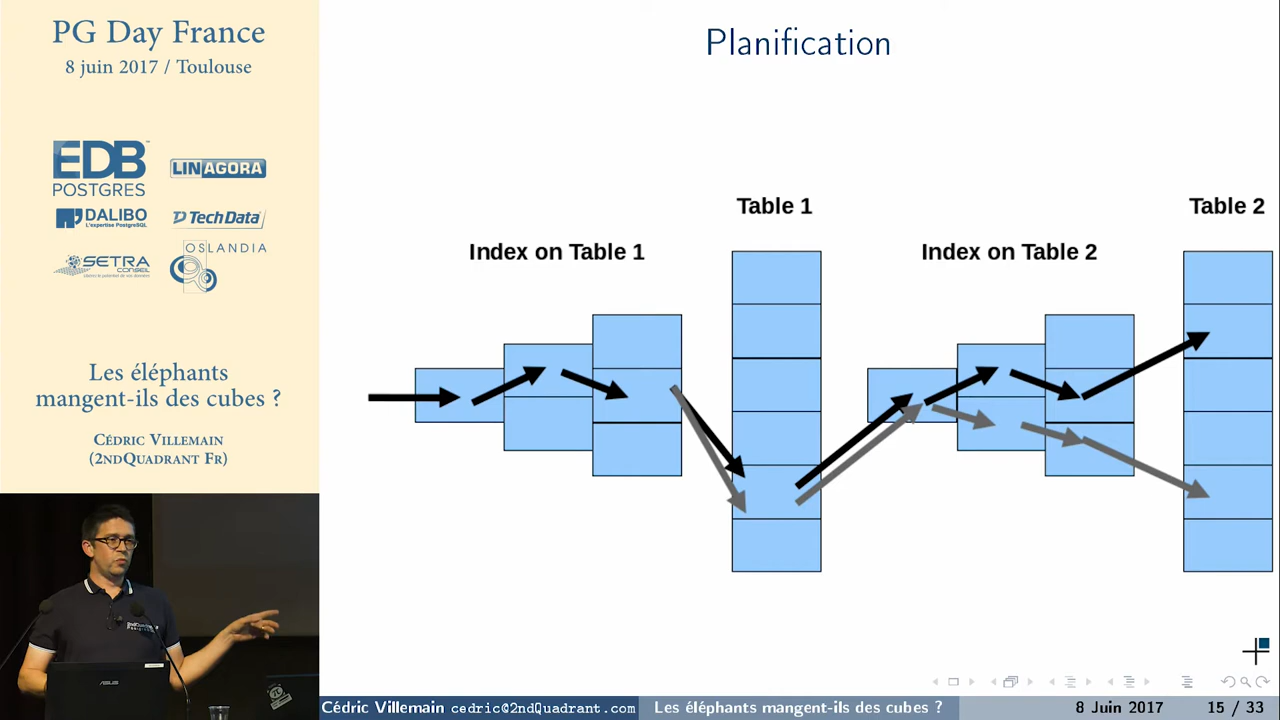 PG Day France
8 juin 2017 / Toulouse
EDB
POSTGRES
LINAGORA
DALIBO
L'expertise PostgreSQL
TechData
SETRA
CONSEIL
OSLANDIA
Les éléphants
mangent-ils des cubes ?
Cédric Villemain
(2ndQuadrant Fr)
ASUS
Planification
Table 1
Table 2
Index on Table 1
Index on Table 2
Cédric Villemain cedric@2ndQuadrant.com
Les éléphants mangent-ils des cubes ?
8 Juin 2017
15 / 33